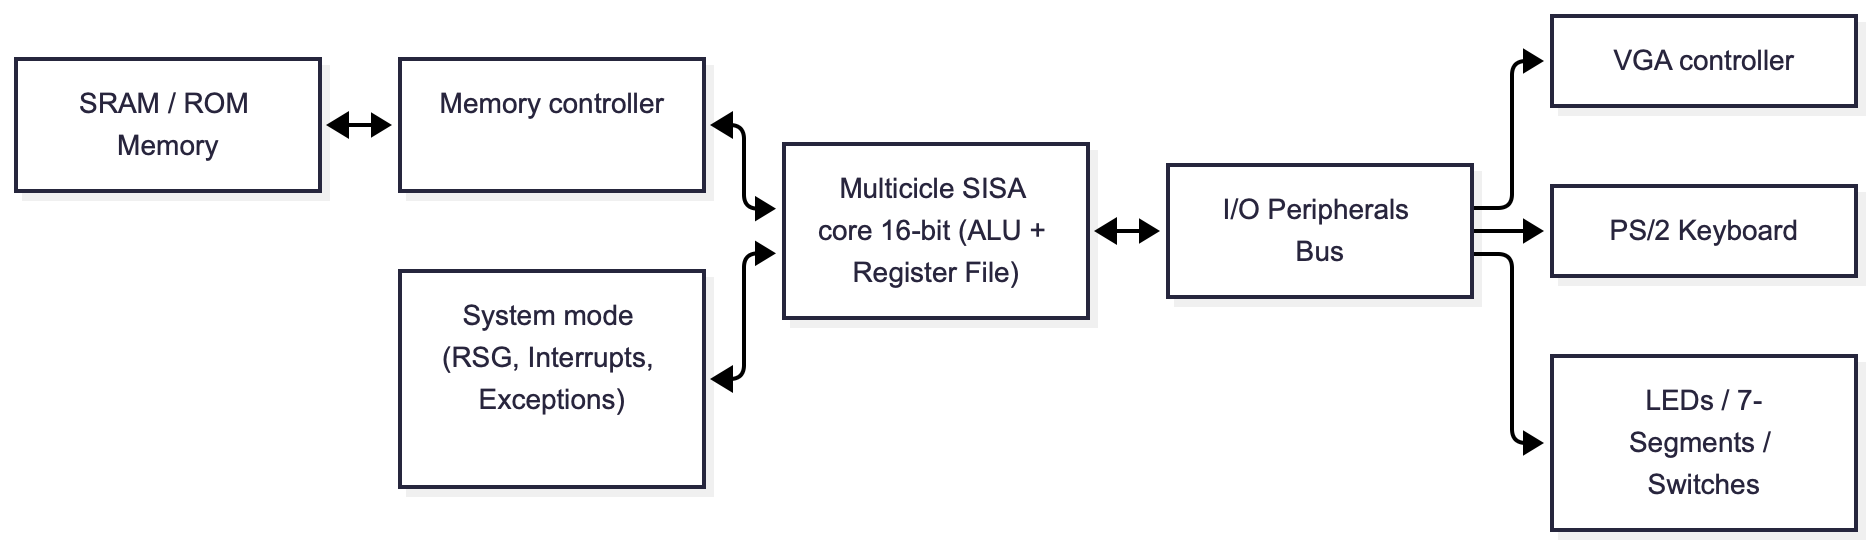 SRAM / ROM
Memory
Memory controller
System mode
(RSG, Interrupts,
Exceptions)
Multicicle SISA
core 16-bit (ALU +
Register File)
I/O Peripherals
Bus
VGA controller
PS/2 Keyboard
LEDs / 7-
Segments /
Switches